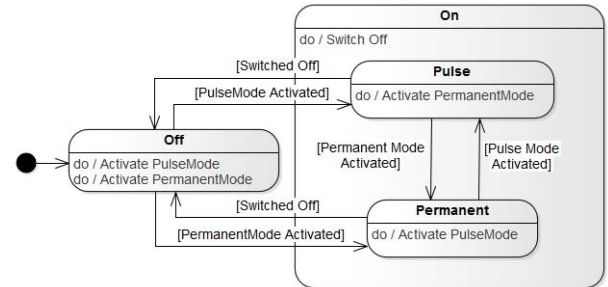 On
do / Switch Off
[Switched Off]
Pulse
[PulseMode Activated]
do / Activate PermanentMode
Off
do / Activate PulseMode
do / Activate PermanentMode
[Permanent Mode
Activated]
[Pulse Mode
Activated]
[Switched Off]
Permanent
[PermanentMode Activated]
do / Activate PulseMode